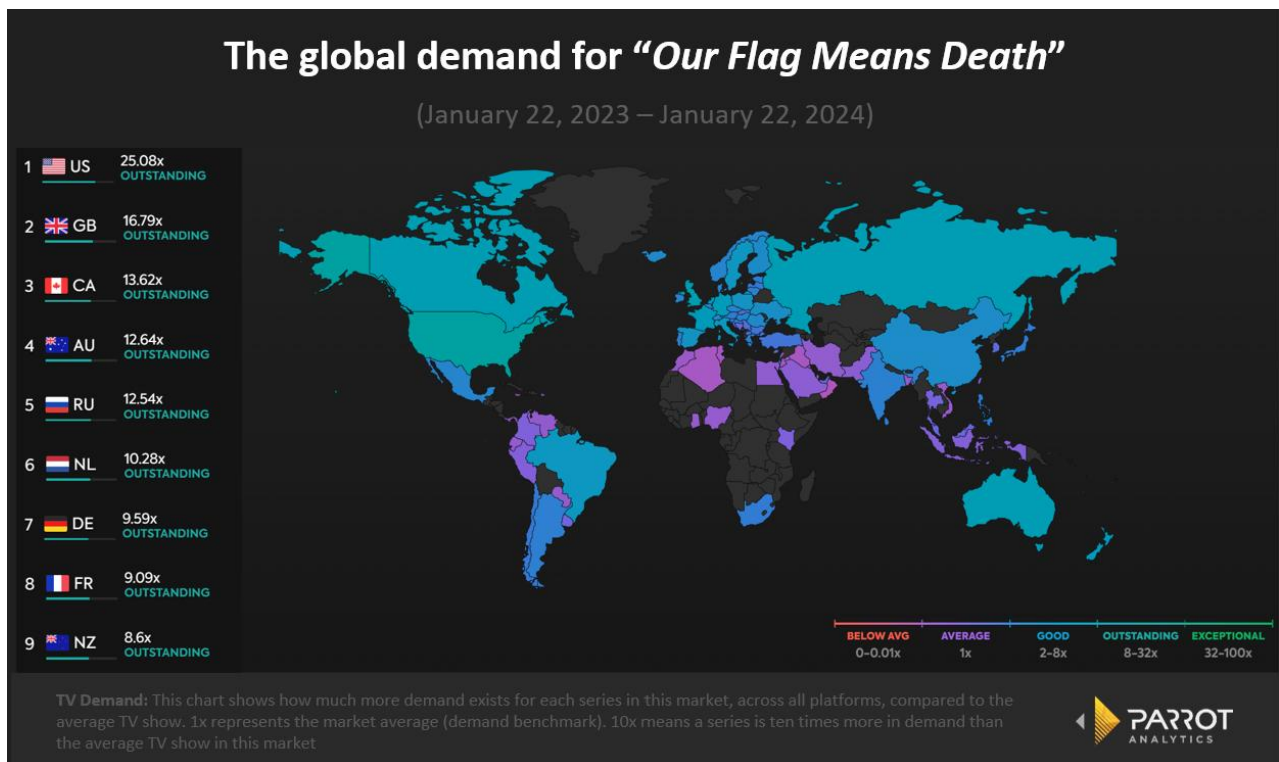 The global demand for “Our Flag Means Death”
(January 22, 2023 – January 22, 2024)
1 US 25.08x
OUTSTANDING
2 GB 16.79x
OUTSTANDING
3 CA 13.62x
OUTSTANDING
4 AU 12.64x
OUTSTANDING
5 RU 12.54x
OUTSTANDING
6 NL 10.28x
OUTSTANDING
7 DE 9.59x
OUTSTANDING
8 FR 9.09x
OUTSTANDING
9 NZ 8.6x
OUTSTANDING
BELOW AVG AVERAGE GOOD OUTSTANDING EXCEPTIONAL
0-0.01x 1x 2-8x 8-32x 32-100x
TV Demand: This chart shows how much more demand exists for each series in this market, across all platforms, compared to the
average TV show. 1x represents the market average (demand benchmark). 10x means a series is ten times more in demand than
the average TV show in this market
PARROT
ANALYTICS